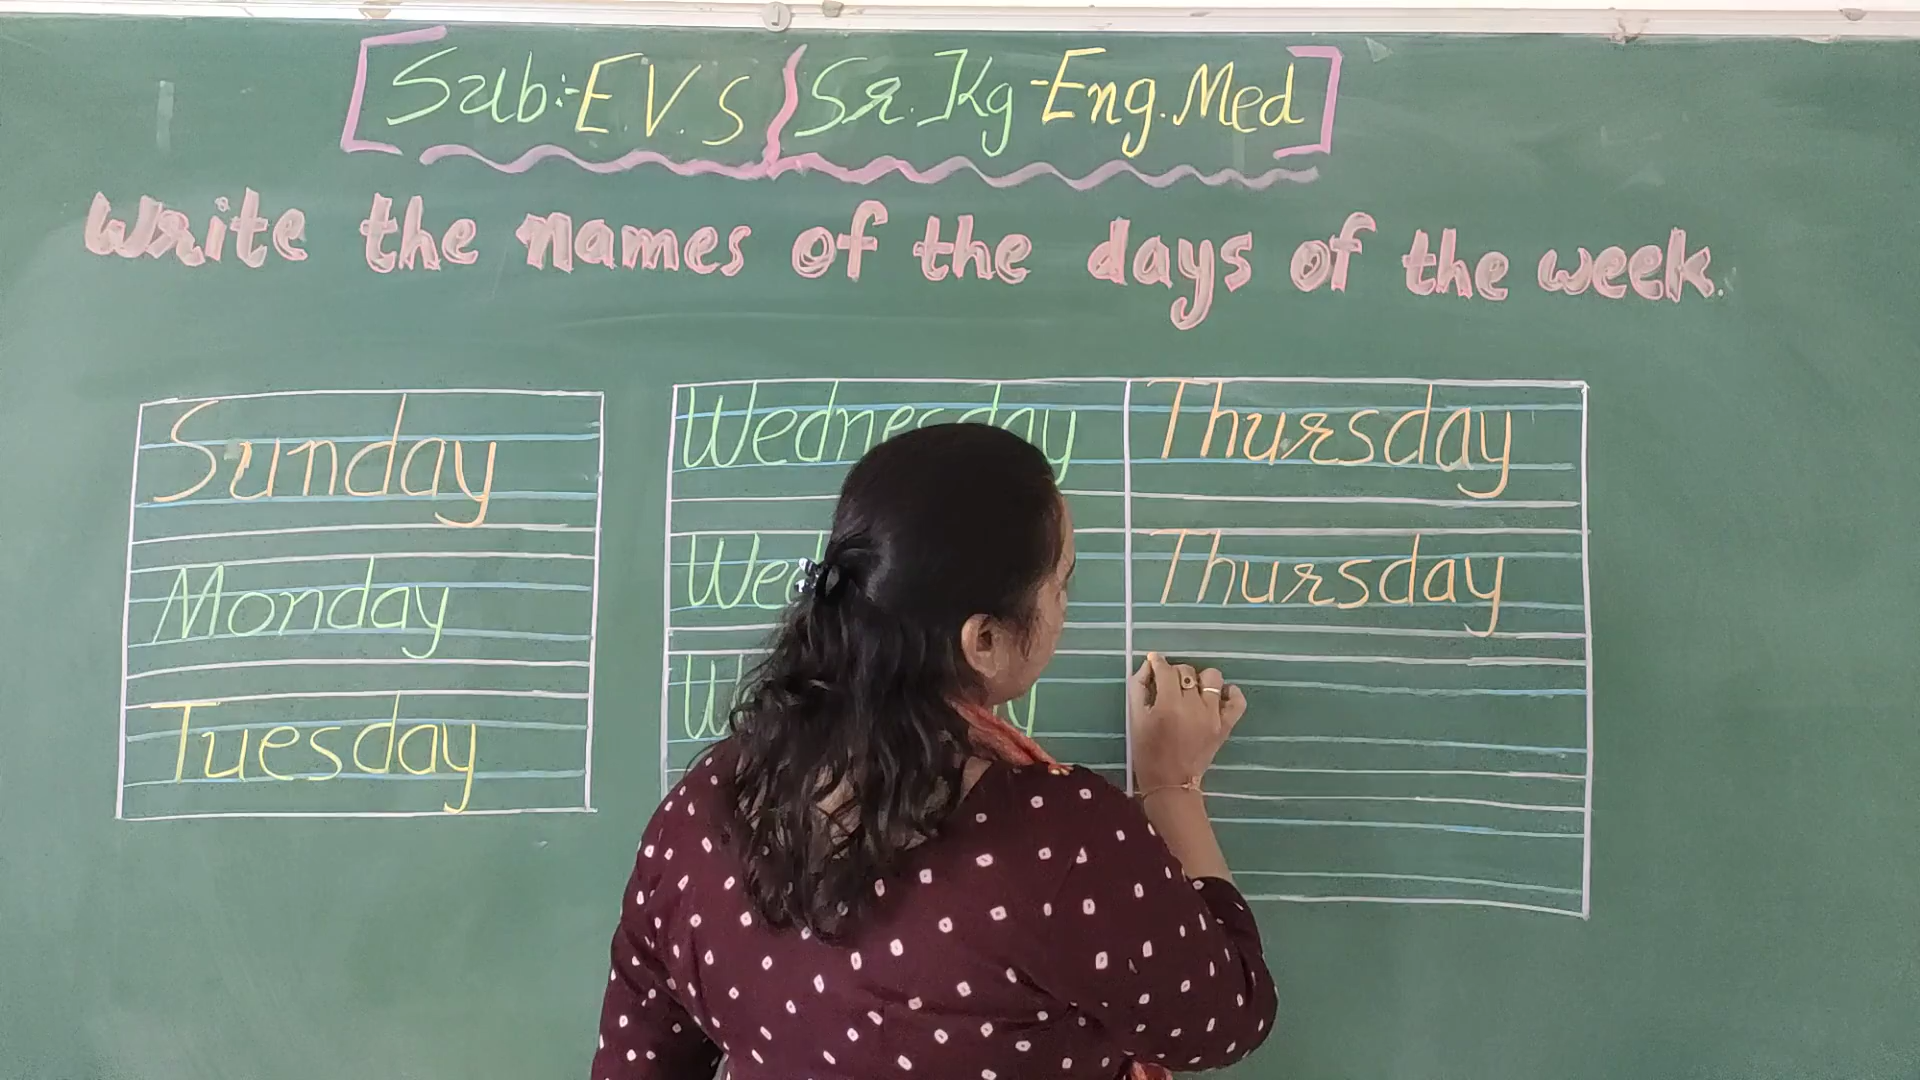 Sub:- E.V.S Sr. Kg - Eng. Med
Write the names of the days of the week.
Sunday
Monday
Tuesday
Wednesday Thursday
Thursday